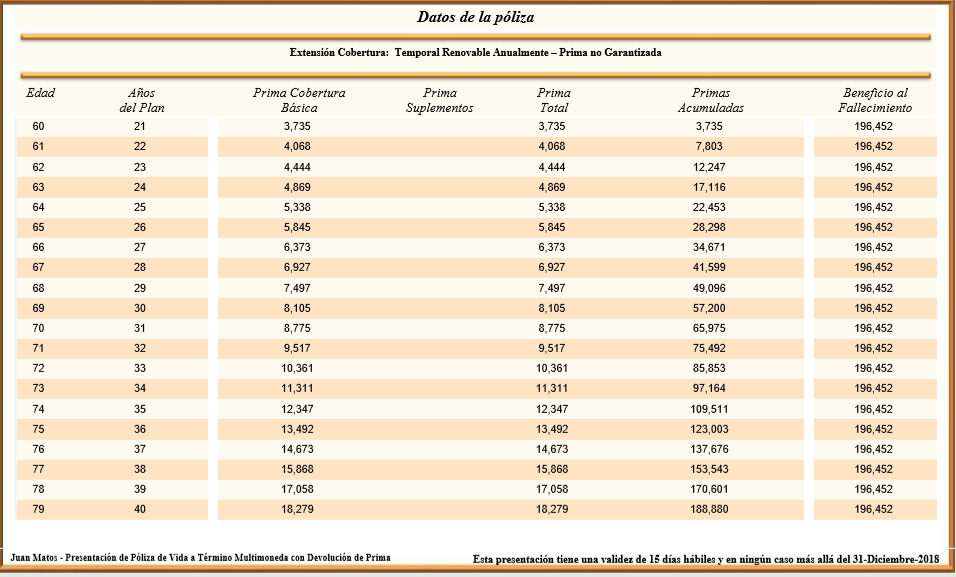 Datos de la póliza
Extensión Cobertura: Temporal Renovable Anualmente – Prima no Garantizada
Edad Años del Plan Prima Cobertura Básica Prima Suplementos Prima Total Primas Acumuladas Beneficio al Fallecimiento
60 21 3,735 3,735 3,735 196,452
61 22 4,068 4,068 7,803 196,452
62 23 4,444 4,444 12,247 196,452
63 24 4,869 4,869 17,116 196,452
64 25 5,338 5,338 22,453 196,452
65 26 5,845 5,845 28,298 196,452
66 27 6,373 6,373 34,671 196,452
67 28 6,927 6,927 41,599 196,452
68 29 7,497 7,497 49,096 196,452
69 30 8,105 8,105 57,200 196,452
70 31 8,775 8,775 65,975 196,452
71 32 9,517 9,517 75,492 196,452
72 33 10,361 10,361 85,853 196,452
73 34 11,311 11,311 97,164 196,452
74 35 12,347 12,347 109,511 196,452
75 36 13,492 13,492 123,003 196,452
76 37 14,673 14,673 137,676 196,452
77 38 15,868 15,868 153,543 196,452
78 39 17,058 17,058 170,601 196,452
79 40 18,279 18,279 188,880 196,452
Juan Matos - Presentación de Póliza de Vida a Término Multimoneda con Devolución de Prima
Esta presentación tiene una validez de 15 días hábiles y en ningún caso más allá del 31-Diciembre-2018